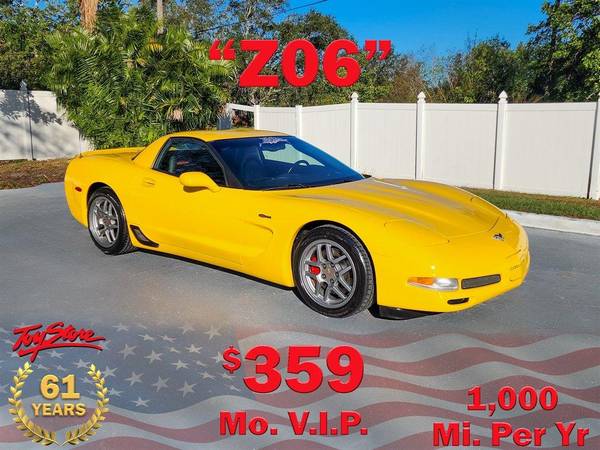 “Z06”
Toy Store
61
YEARS
$359
Mo. V.I.P.
1,000
Mi. Per Yr